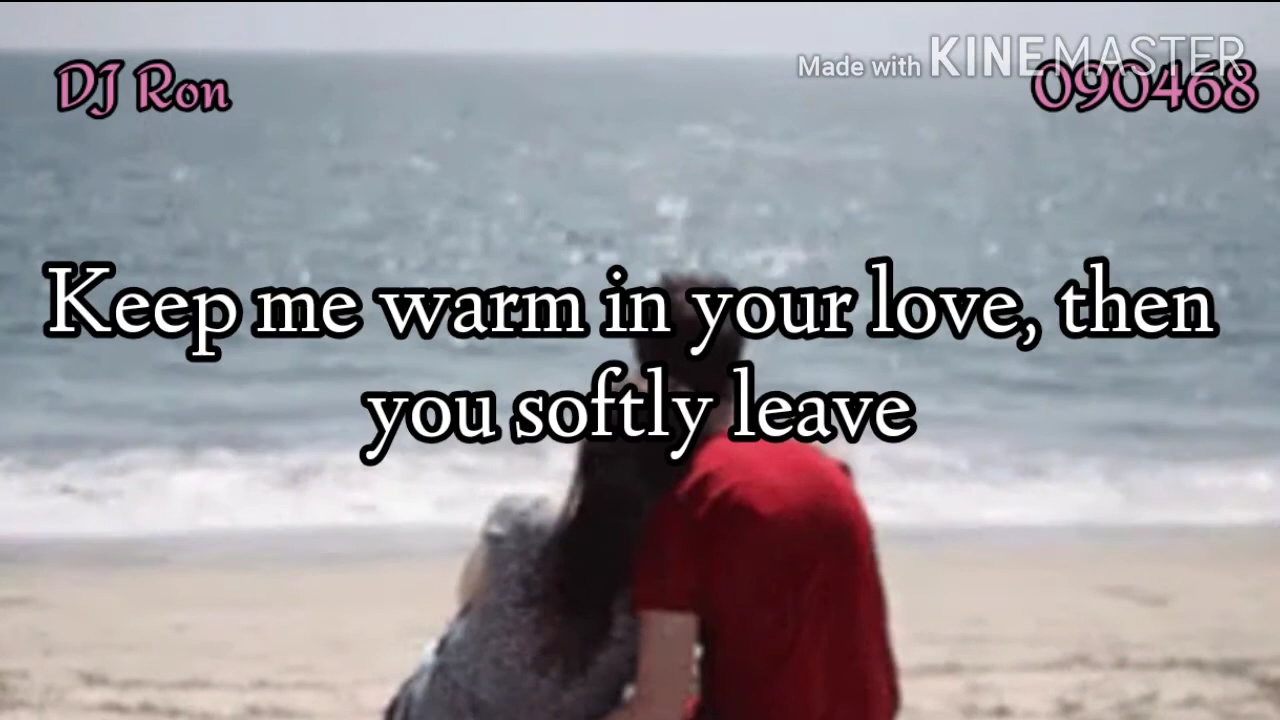 DJ Ron
Made with KINEMASTER
090468
Keep me warm in your love, then
you softly leave